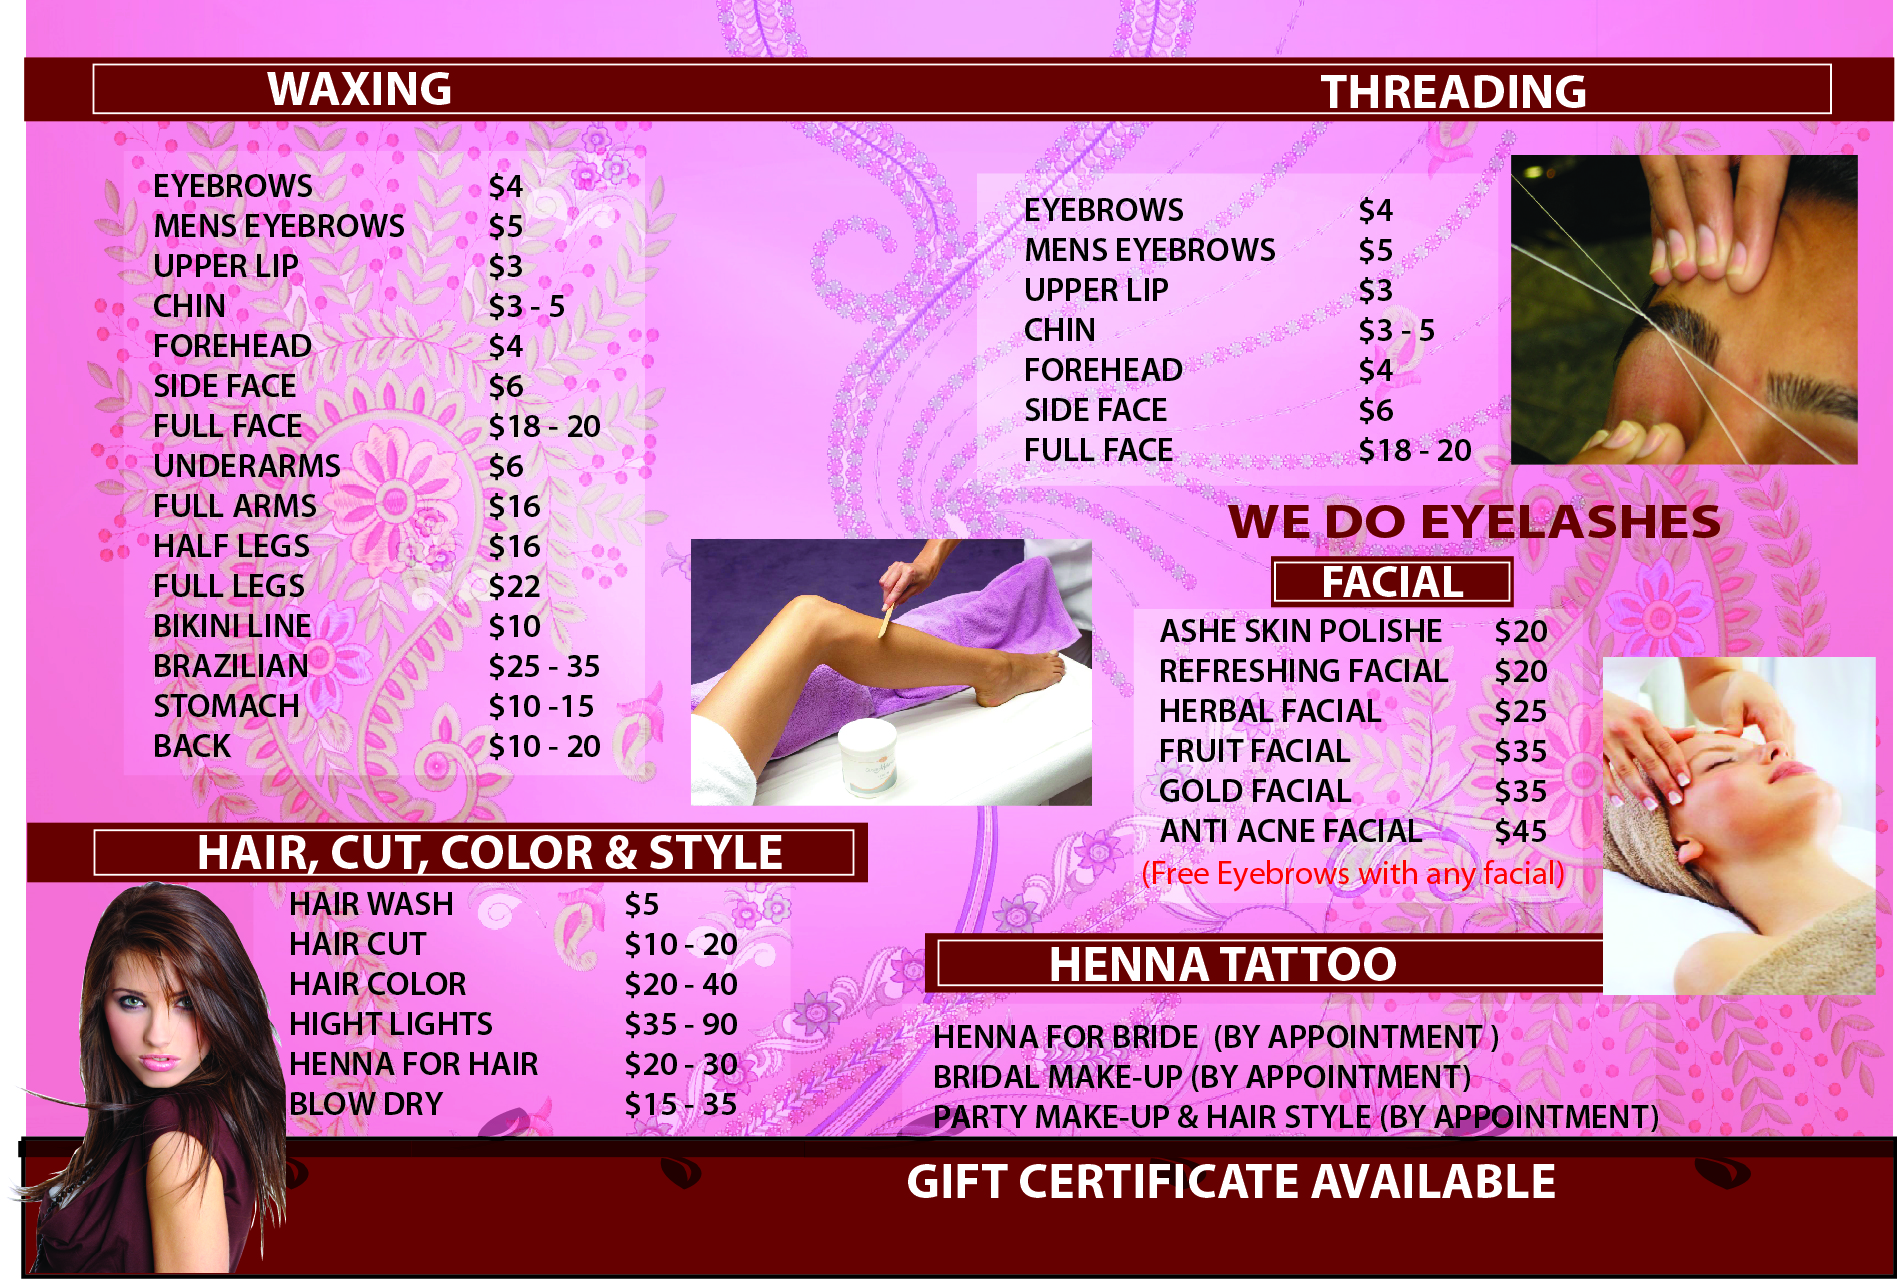 WAXING
EYEBROWS $4
MENS EYEBROWS $5
UPPER LIP $3
CHIN $3 - 5
FOREHEAD $4
SIDE FACE $6
FULL FACE $18 - 20
UNDERARMS $6
FULL ARMS $16
HALF LEGS $16
FULL LEGS $22
BIKINI LINE $10
BRAZILIAN $25 - 35
STOMACH $10 -15
BACK $10 - 20
THREADING
EYEBROWS $4
MENS EYEBROWS $5
UPPER LIP $3
CHIN $3 - 5
FOREHEAD $4
SIDE FACE $6
FULL FACE $18 - 20
WE DO EYELASHES
FACIAL
ASHE SKIN POLISHE $20
REFRESHING FACIAL $20
HERBAL FACIAL $25
FRUIT FACIAL $35
GOLD FACIAL $35
ANTI ACNE FACIAL $45
(Free Eyebrows with any facial)
HAIR, CUT, COLOR & STYLE
HAIR WASH $5
HAIR CUT $10 - 20
HAIR COLOR $20 - 40
HIGHT LIGHTS $35 - 90
HENNA FOR HAIR $20 - 30
BLOW DRY $15 - 35
HENNA TATTOO
HENNA FOR BRIDE (BY APPOINTMENT )
BRIDAL MAKE-UP (BY APPOINTMENT)
PARTY MAKE-UP & HAIR STYLE (BY APPOINTMENT)
GIFT CERTIFICATE AVAILABLE